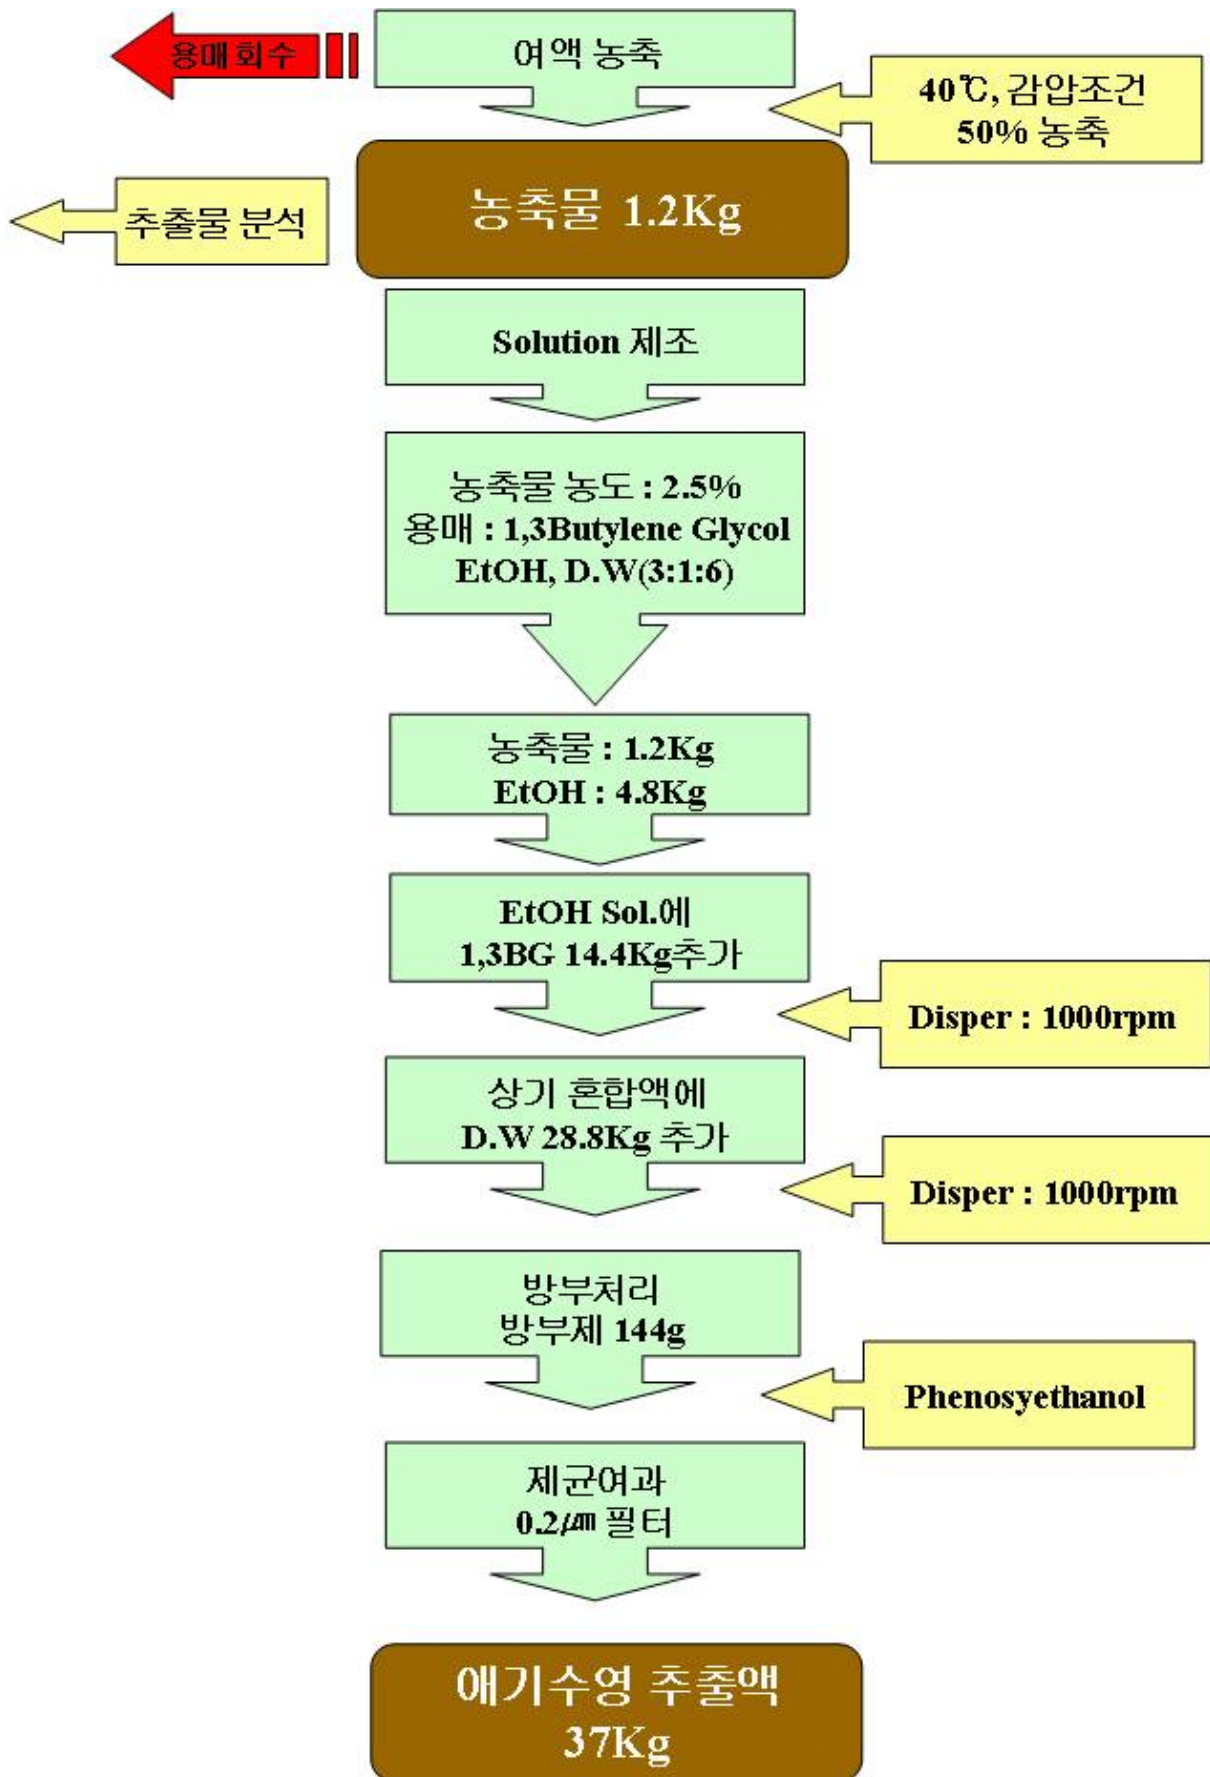 용매회수
여액 농축
40℃, 감압조건
50% 농축
농축물 1.2Kg
추출물 분석
Solution 제조
농축물 농도 : 2.5%
용매 : 1,3Butylene Glycol
EtOH, D.W(3:1:6)
농축물 : 1.2Kg
EtOH : 4.8Kg
EtOH Sol.에
1,3BG 14.4Kg추가
Disper : 1000rpm
상기 혼합액에
D.W 28.8Kg 추가
Disper : 1000rpm
방부처리
방부제 144g
Phenosyethanol
제균여과
0.2㎛ 필터
애기수영 추출액
37Kg